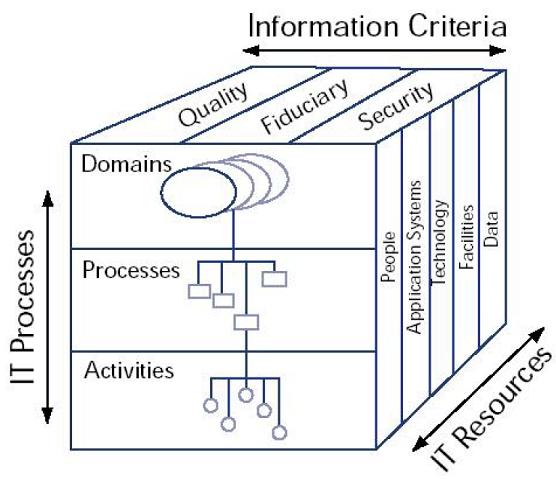 Information Criteria
Quality
Fiduciary
Security
Domains
Processes
Activities
IT Processes
People
Application Systems
Technology
Facilities
Data
IT Resources